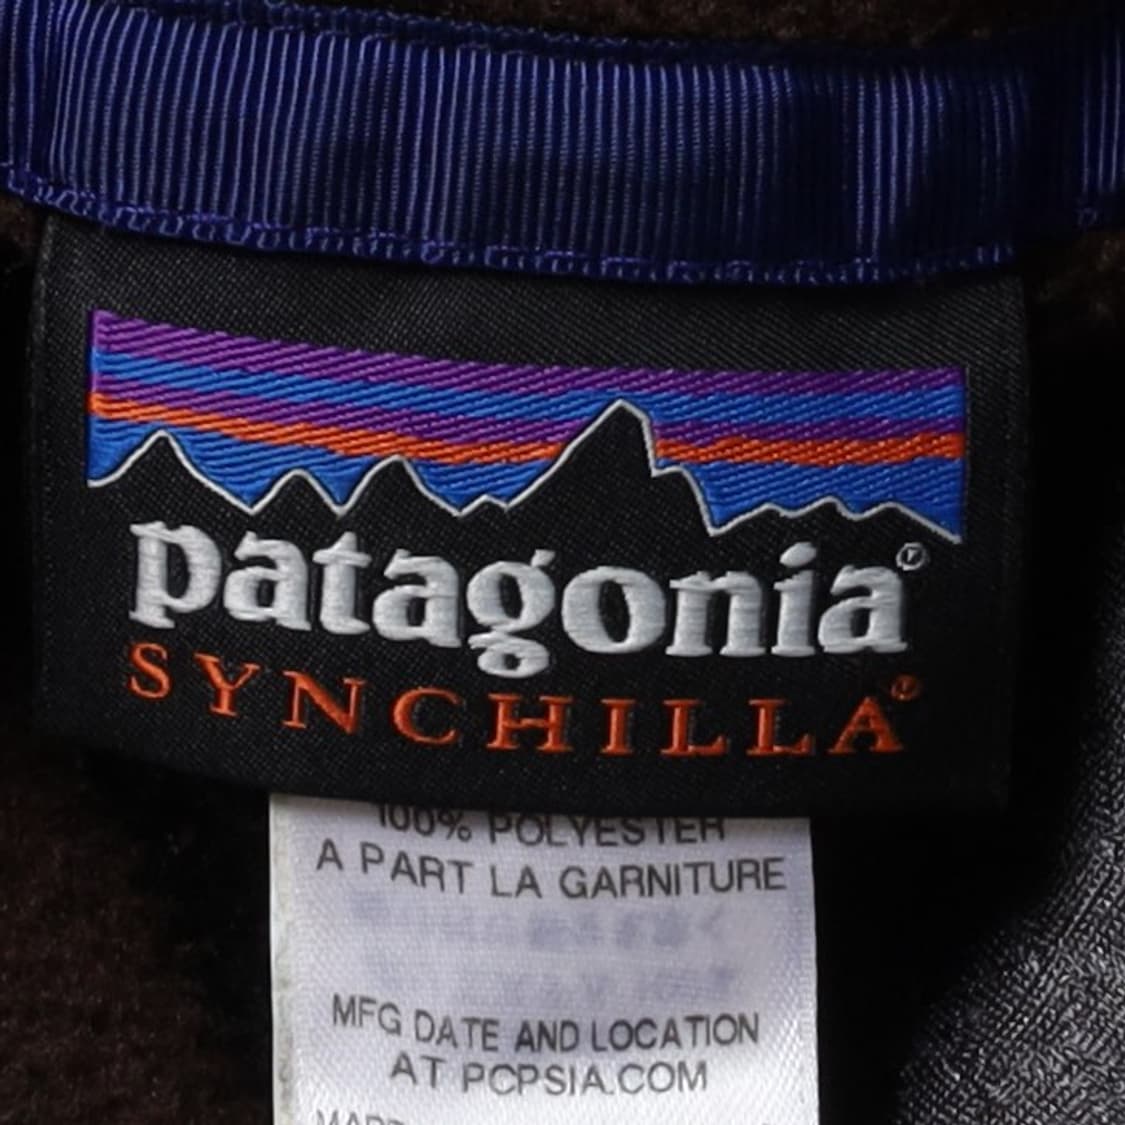 patagonia®
SYNCHILLA®
100% POLYESTER
A PART LA GARNITURE
MFG DATE AND LOCATION
AT PCPSIA.COM